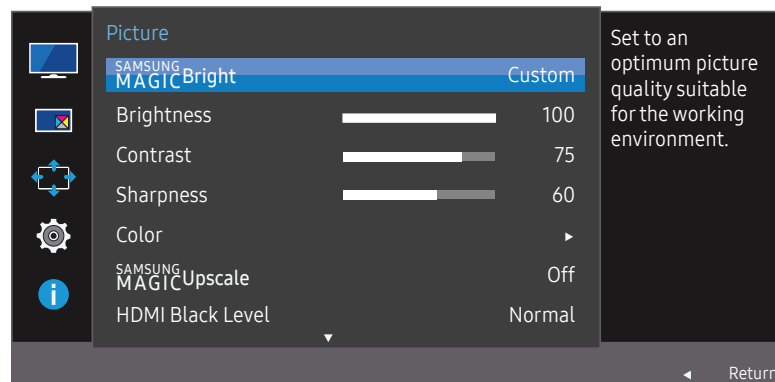 Picture
SAMSUNG MAGIC Bright Custom
Brightness 100
Contrast 75
Sharpness 60
Color ►
SAMSUNG MAGIC Upscale Off
HDMI Black Level Normal
Set to an
optimum picture
quality suitable
for the working
environment.
Return